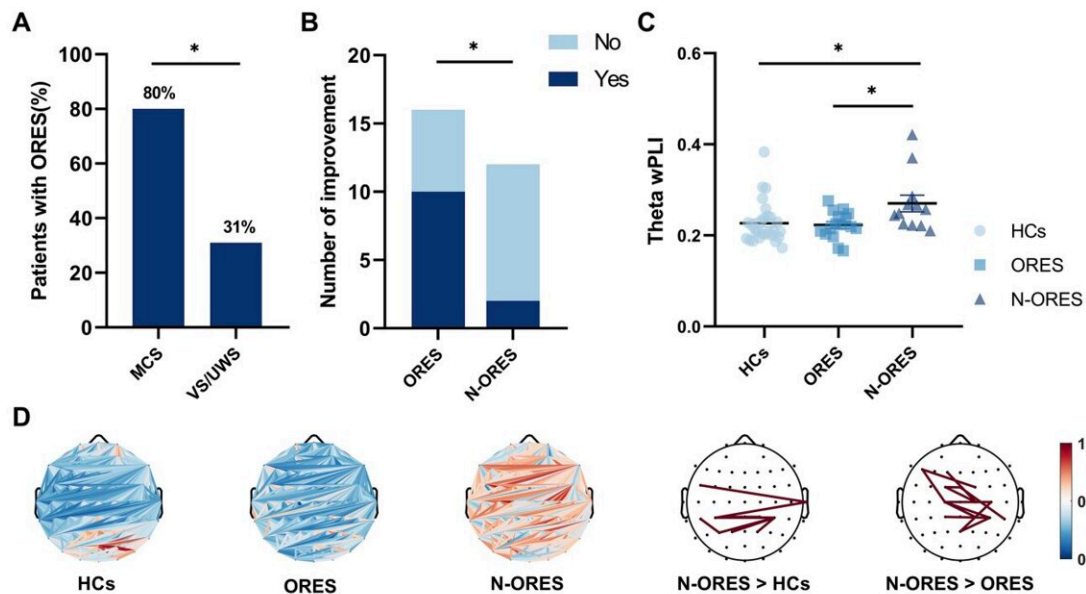 A
Patients with ORES(%)
100
80
60
40
20
0
*
80%
31%
MCS
VS/UWS
B
Number of improvement
20
15
10
5
0
*
No
Yes
ORES
N-ORES
C
Theta wPLI
0.6
0.4
0.2
0.0
*
*
HCs
ORES
N-ORES
HCs
ORES
N-ORES
D
HCs
ORES
N-ORES
N-ORES > HCs
N-ORES > ORES
1
0
0